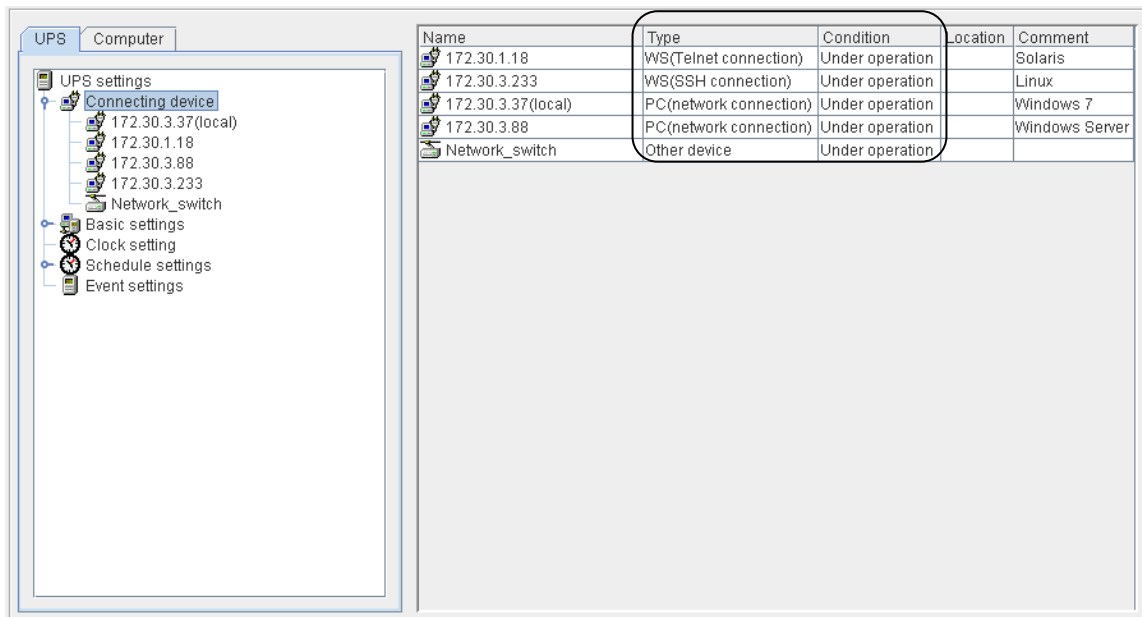 UPS Computer
UPS settings
Connecting device
172.30.3.37(local)
172.30.1.18
172.30.3.88
172.30.3.233
Network_switch
Basic settings
Clock setting
Schedule settings
Event settings
Name Type Condition Location Comment
172.30.1.18 WS(Telnet connection) Under operation Solaris
172.30.3.233 WS(SSH connection) Under operation Linux
172.30.3.37(local) PC(network connection) Under operation Windows 7
172.30.3.88 PC(network connection) Under operation Windows Server
Network_switch Other device Under operation